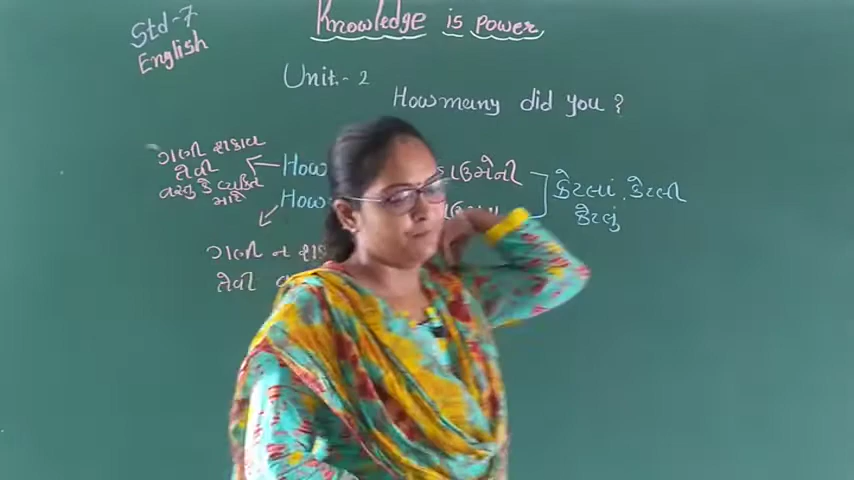 Std-7
English
Knowledge is power
Unit.- 2
How many did you ?
ગણી શકાય
તેવી
વસ્તુ કે વ્યક્તિ
માટે
How
How
કેટલાં, કેટલી
કેટલું
ગણી ન
તેવી